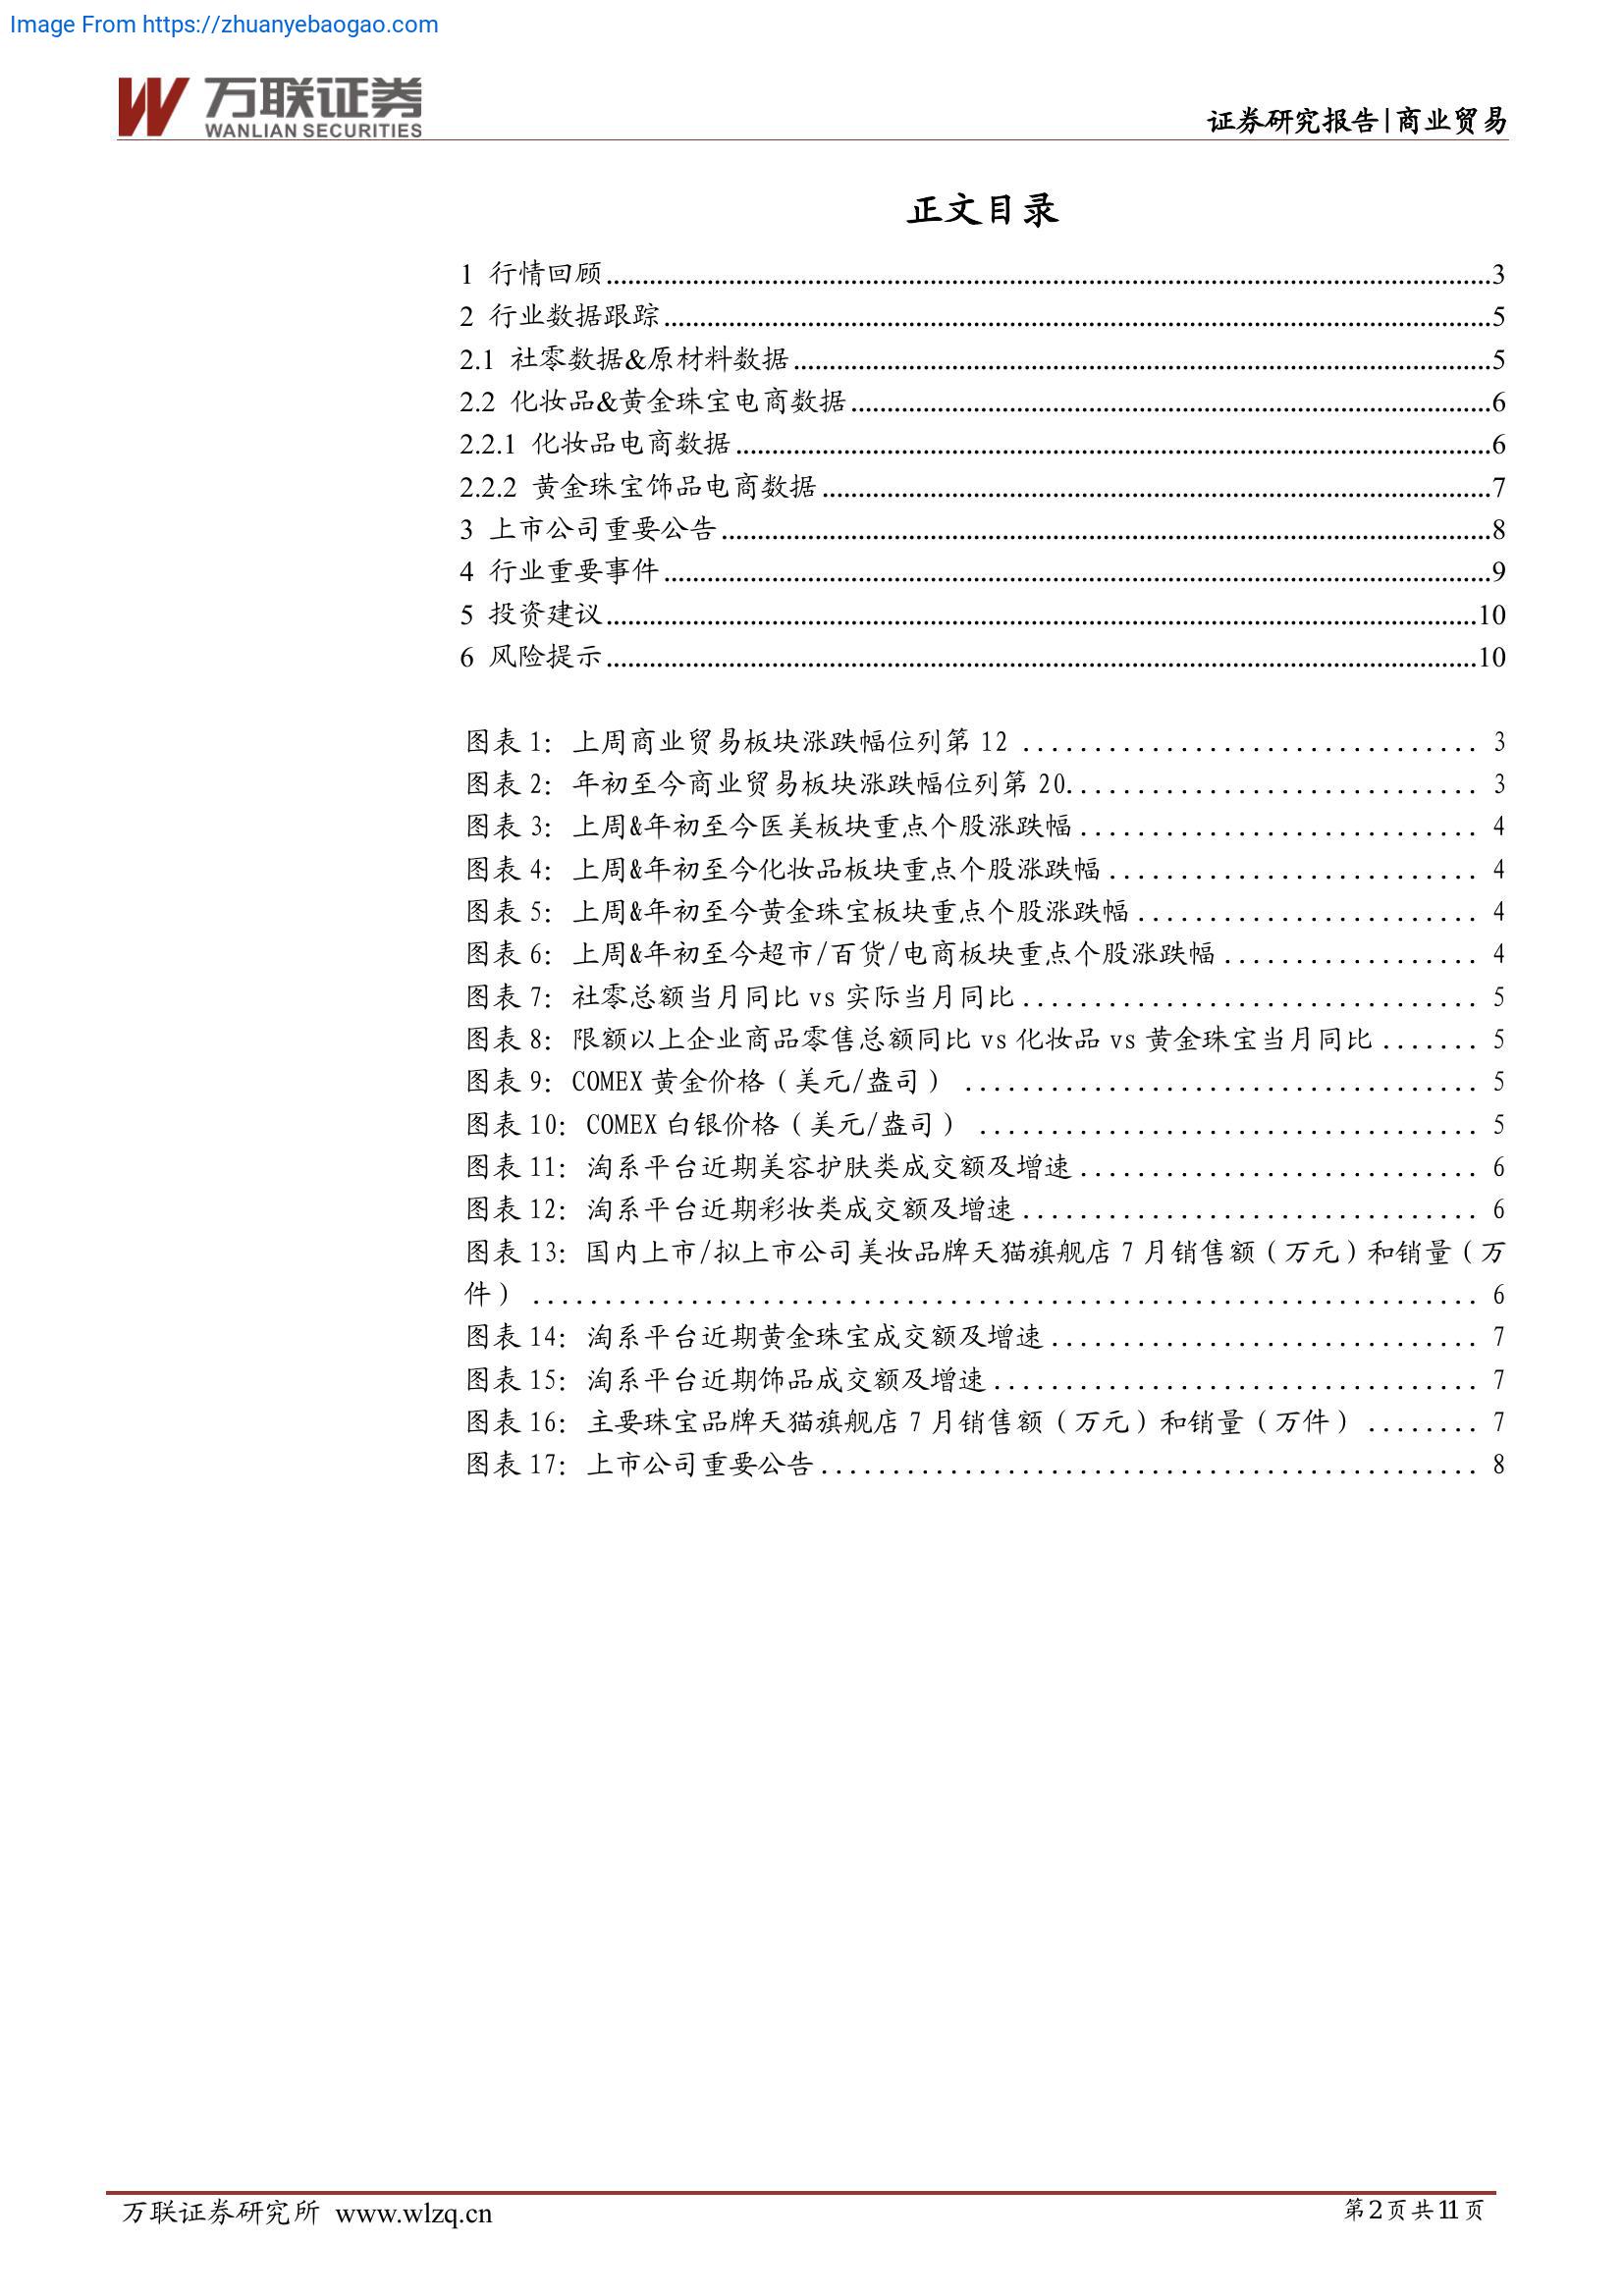 Image From https://zhuanyebaogao.com
万联证券
WANLIAN SECURITIES
证券研究报告|商业贸易
正文目录
1 行情回顾...3
2 行业数据跟踪...5
2.1 社零数据&原材料数据...5
2.2 化妆品&黄金珠宝电商数据...6
2.2.1 化妆品电商数据...6
2.2.2 黄金珠宝饰品电商数据...7
3 上市公司重要公告...8
4 行业重要事件...9
5 投资建议...10
6 风险提示...10
图表 1：上周商业贸易板块涨跌幅位列第 12 ... 3
图表 2：年初至今商业贸易板块涨跌幅位列第 20... 3
图表 3：上周&年初至今医美板块重点个股涨跌幅... 4
图表 4：上周&年初至今化妆品板块重点个股涨跌幅... 4
图表 5：上周&年初至今黄金珠宝板块重点个股涨跌幅... 4
图表 6：上周&年初至今超市/百货/电商板块重点个股涨跌幅... 4
图表 7：社零总额当月同比 vs 实际当月同比... 5
图表 8：限额以上企业商品零售总额同比 vs 化妆品 vs 黄金珠宝当月同比... 5
图表 9：COMEX 黄金价格（美元/盎司） ... 5
图表 10：COMEX 白银价格（美元/盎司） ... 5
图表 11：淘系平台近期美容护肤类成交额及增速... 6
图表 12：淘系平台近期彩妆类成交额及增速... 6
图表 13：国内上市/拟上市公司美妆品牌天猫旗舰店 7 月销售额（万元）和销量（万
件） ... 6
图表 14：淘系平台近期黄金珠宝成交额及增速... 7
图表 15：淘系平台近期饰品成交额及增速... 7
图表 16：主要珠宝品牌天猫旗舰店 7 月销售额（万元）和销量（万件） ... 7
图表 17：上市公司重要公告... 8
万联证券研究所 www.wlzq.cn
第2页共11页